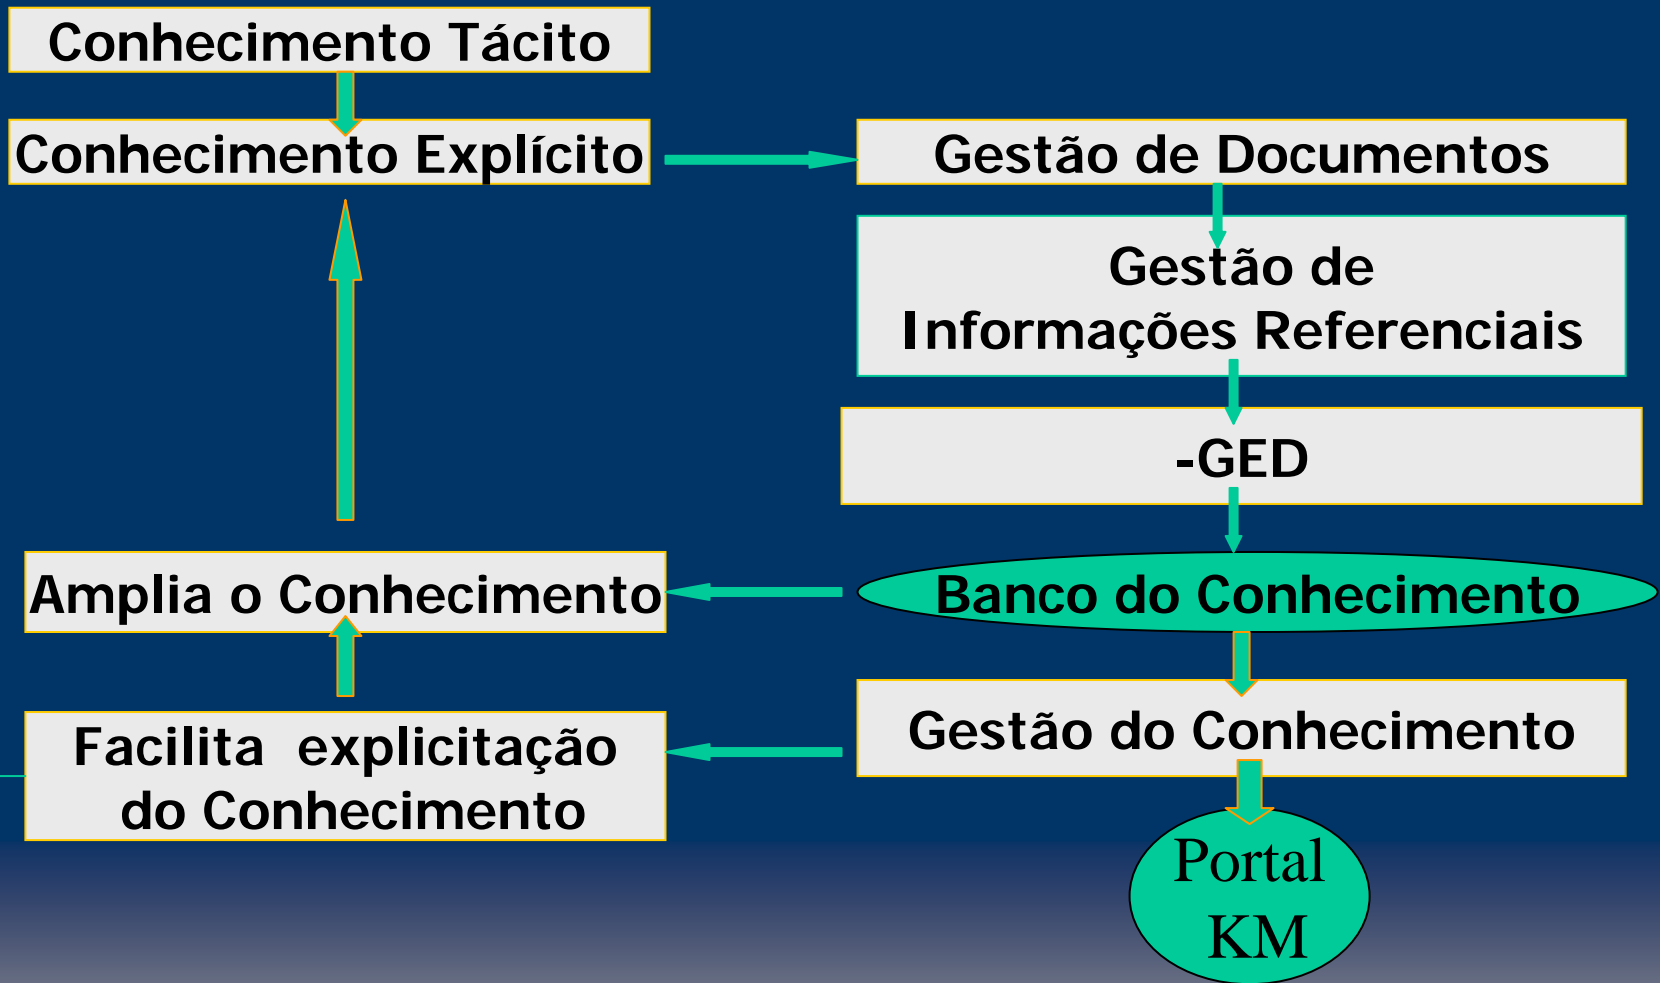 Conhecimento Tácito
Conhecimento Explícito
Gestão de Documentos
Gestão de
Informações Referenciais
-GED
Amplia o Conhecimento
Banco do Conhecimento
Gestão do Conhecimento
Facilita explicitação
do Conhecimento
Portal
KM